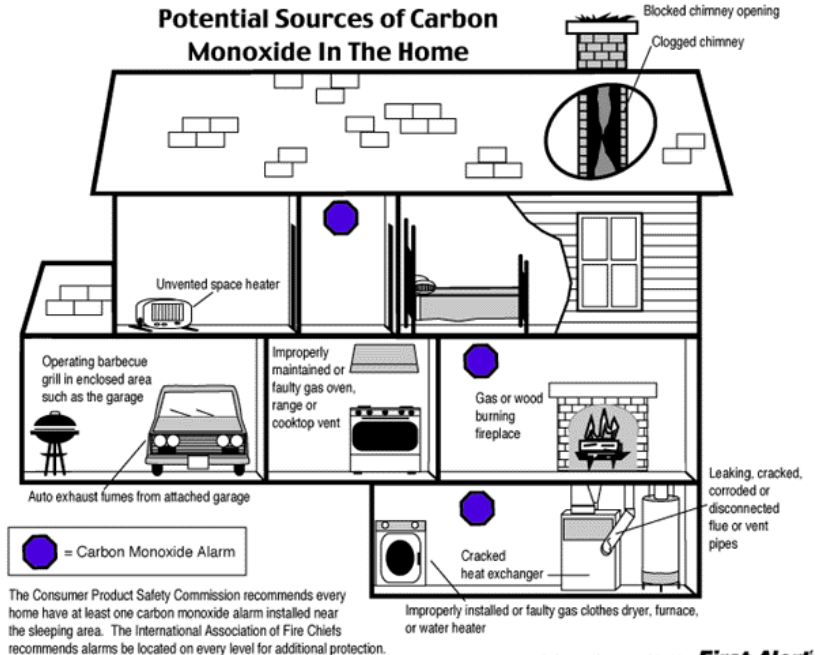 Potential Sources of Carbon
Monoxide In The Home
Blocked chimney opening
Clogged chimney
Unvented space heater
Operating barbecue
grill in enclosed area
such as the garage
Improperly
maintained or
faulty gas oven,
range or
cooktop vent
Gas or wood
burning
fireplace
Auto exhaust fumes from attached garage
Leaking, cracked,
corroded or
disconnected
flue or vent
pipes
= Carbon Monoxide Alarm
Cracked
heat exchanger
Improperly installed or faulty gas clothes dryer, furnace,
or water heater
The Consumer Product Safety Commission recommends every
home have at least one carbon monoxide alarm installed near
the sleeping area. The International Association of Fire Chiefs
recommends alarms be located on every level for additional protection.
First Alert